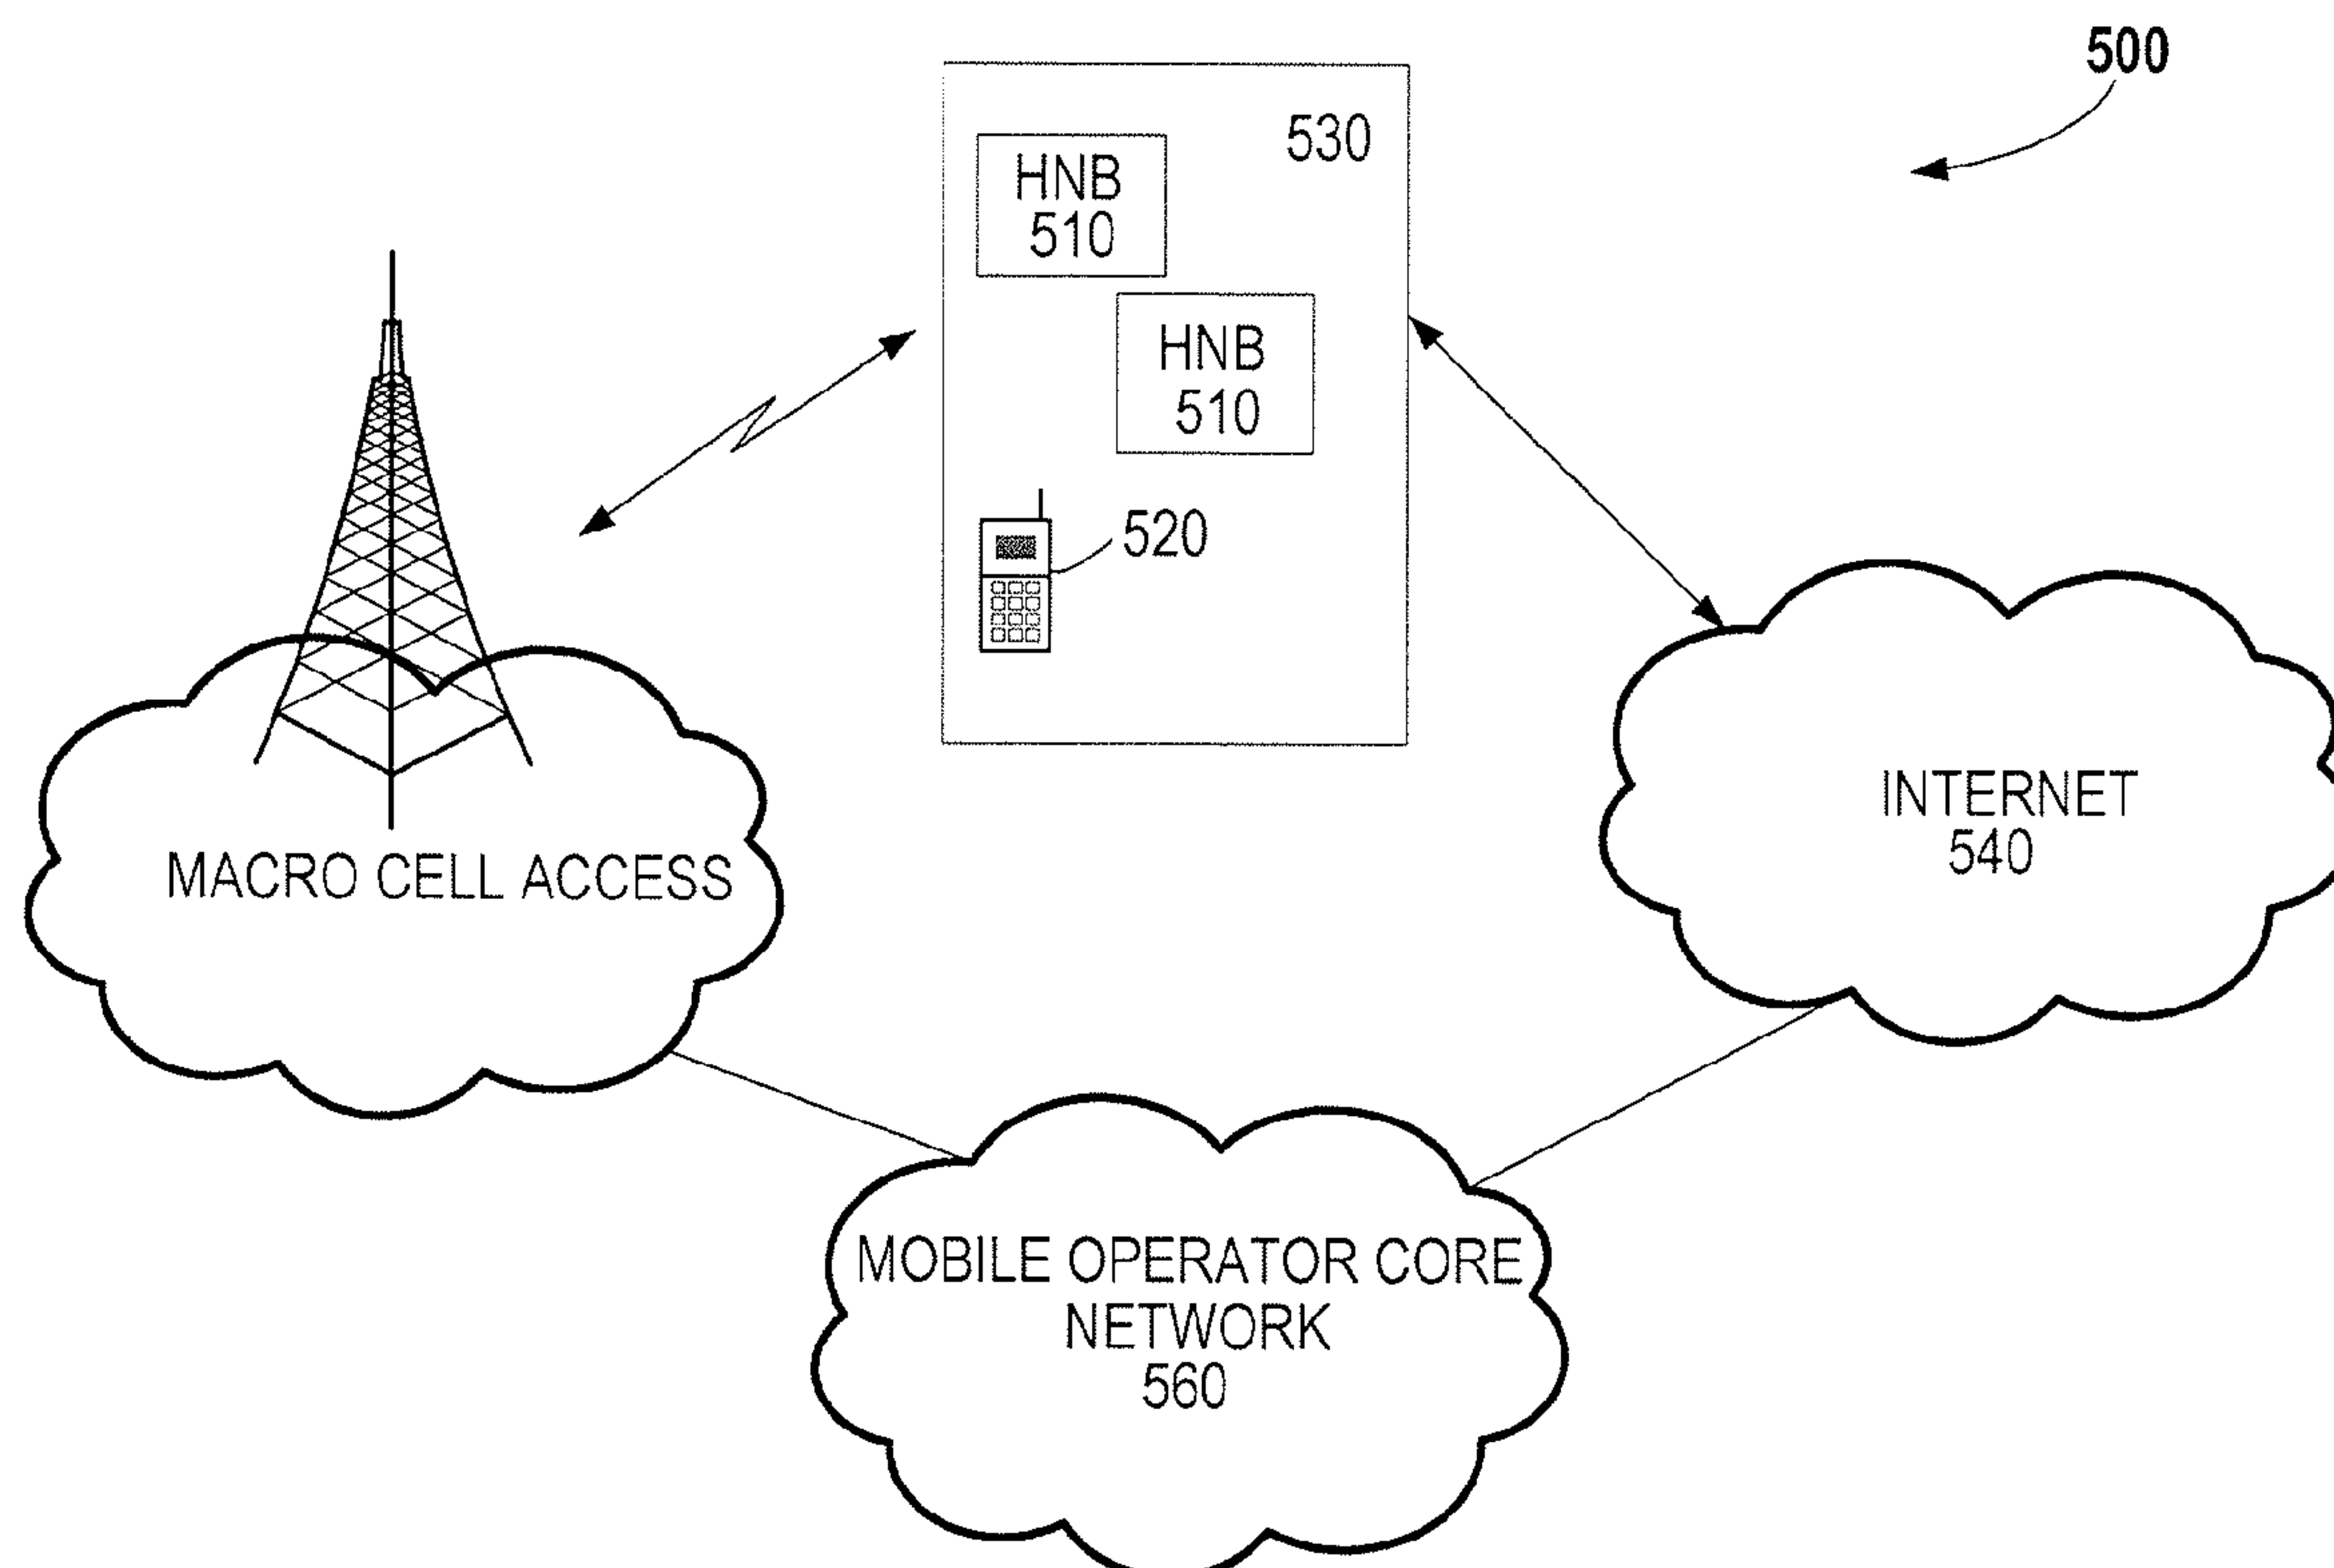 500
530
HNB
510
HNB
510
520
INTERNET
540
MACRO CELL ACCESS
MOBILE OPERATOR CORE
NETWORK
560